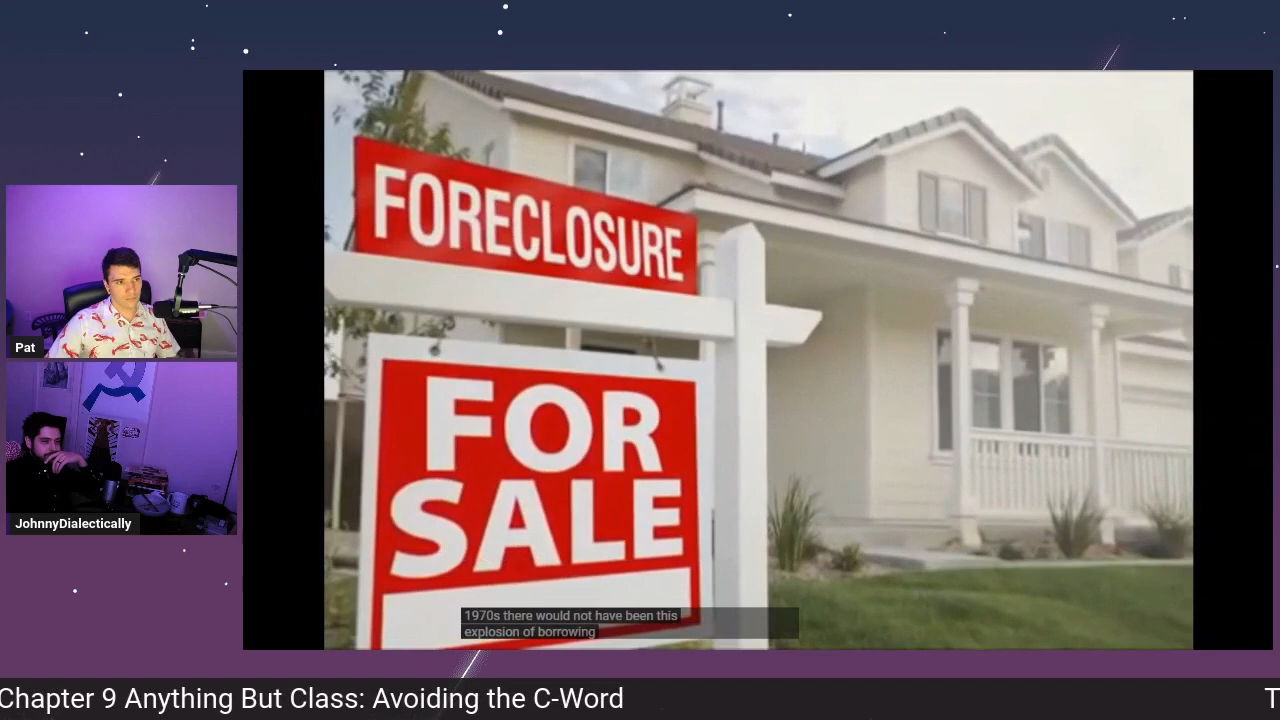 FORECLOSURE
FOR
SALE
1970s there would not have been this
explosion of borrowing
Pat
JohnnyDialectically
Chapter 9 Anything But Class: Avoiding the C-Word
T